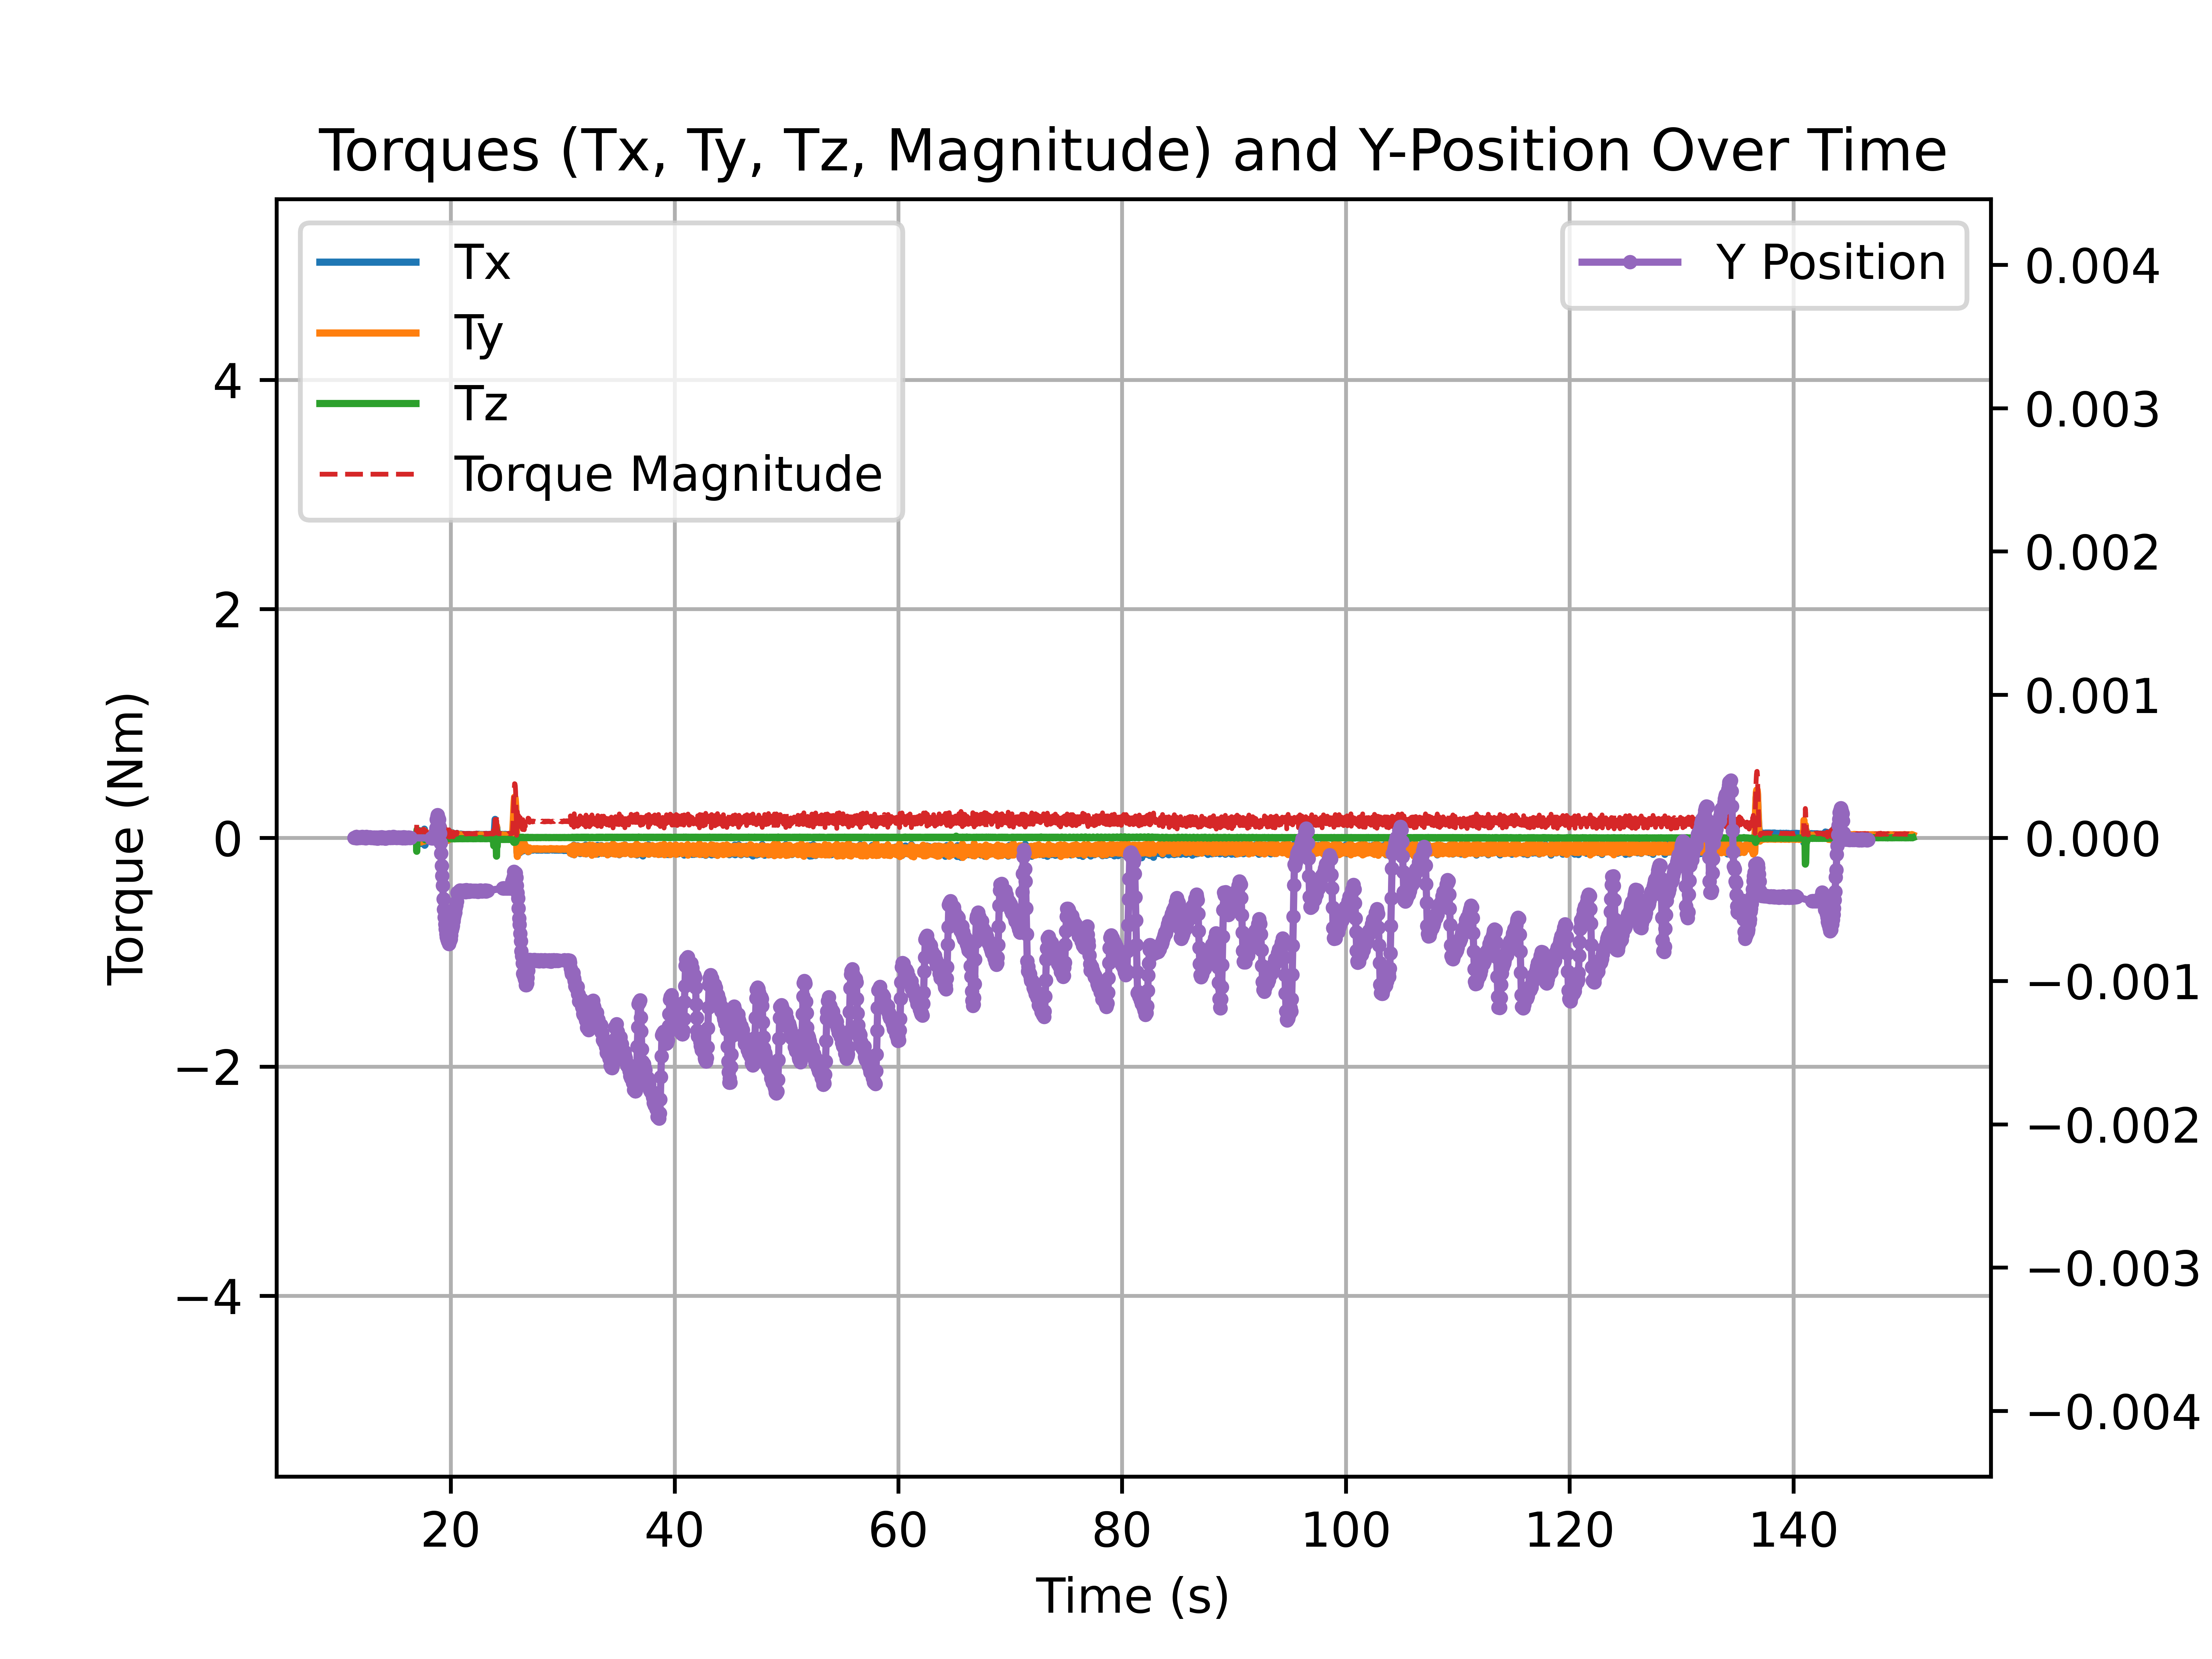 Torques (Tx, Ty, Tz, Magnitude) and Y-Position Over Time
Tx
Ty
Tz
Torque Magnitude
Y Position
Torque (Nm)
4
2
0
−2
−4
0.004
0.003
0.002
0.001
0.000
−0.001
−0.002
−0.003
−0.004
20 40 60 80 100 120 140
Time (s)